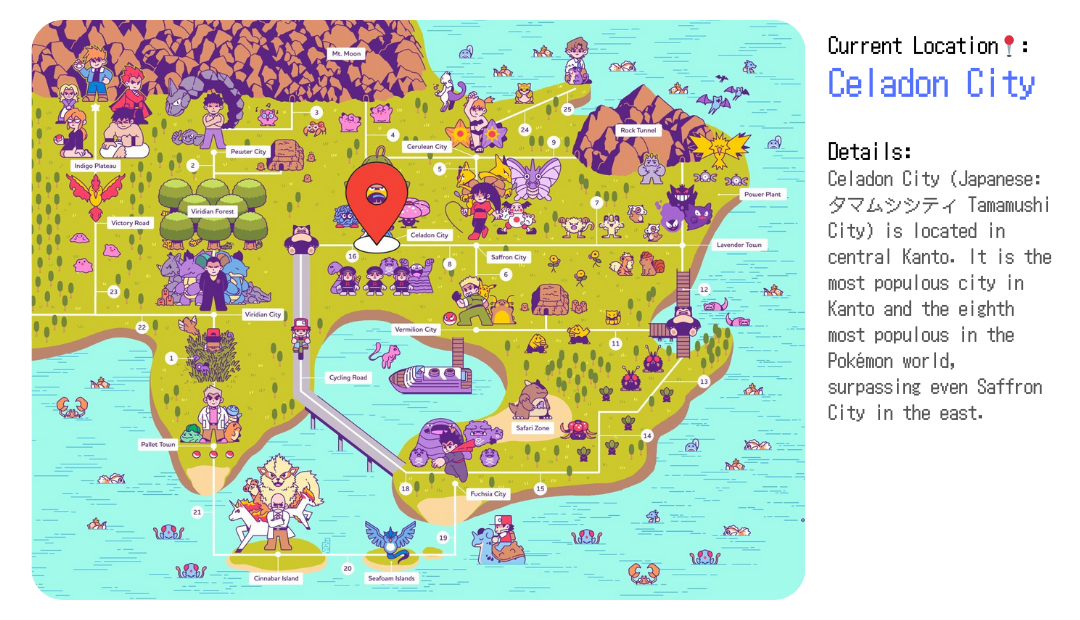 Mt. Moon
3
25
4
24
Rock Tunnel
Cerulean City
9
Pewter City
2
5
Indigo Plateau
Power Plant
Viridian Forest
7
Victory Road
Celadon City
Lavender Town
16
8
Saffron City
6
23
12
Viridian City
22
Vermilion City
11
1
Cycling Road
13
Safari Zone
14
Pallet Town
18
Fuchsia City
15
21
19
20
Cinnabar Island
Seafoam Islands
Current Location📍:
Celadon City
Details:
Celadon City (Japanese:
タマムシシティ Tamamushi
City) is located in
central Kanto. It is the
most populous city in
Kanto and the eighth
most populous in the
Pokémon world,
surpassing even Saffron
City in the east.